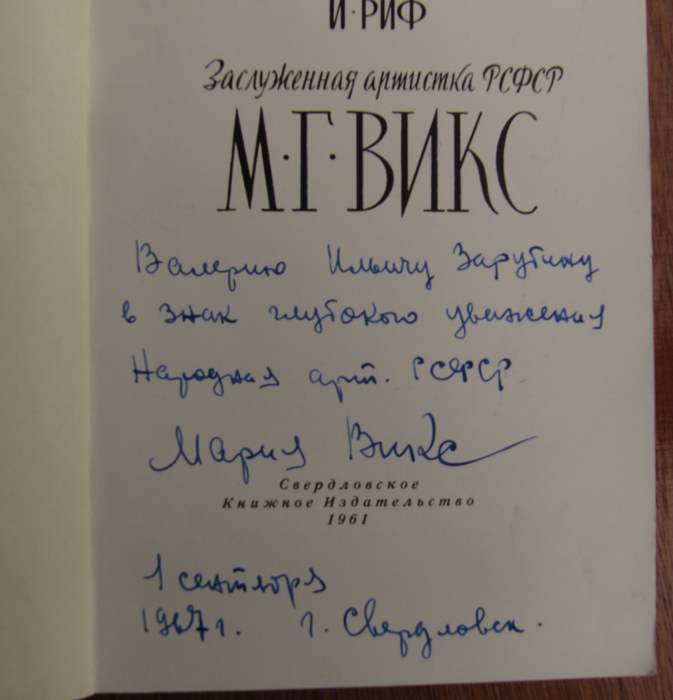 И. РИФ
Заслуженная артистка РСФСР
М. Г. ВИКС
Валерию Ильичу Зарубину
в знак глубокого уважения
Народная арт. РСФСР
Мария Викс
Свердловское
Книжное Издательство
1961
1 сентября
1967 г. г. Свердловск.